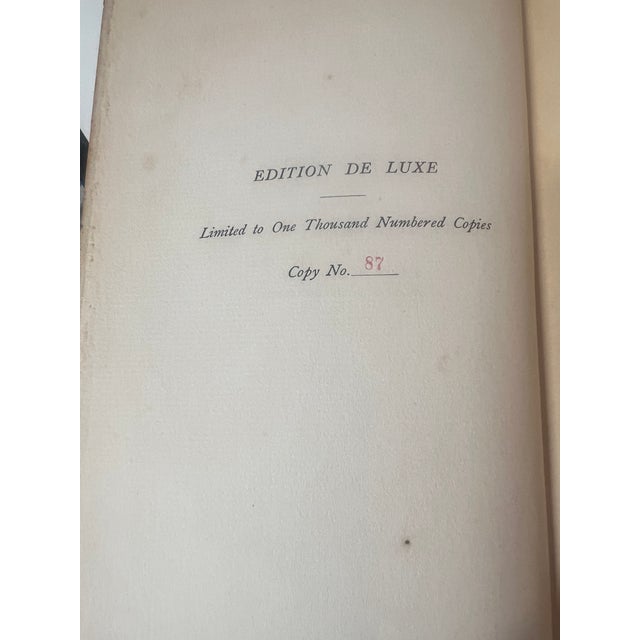 EDITION DE LUXE
Limited to One Thousand Numbered Copies
Copy No. 87